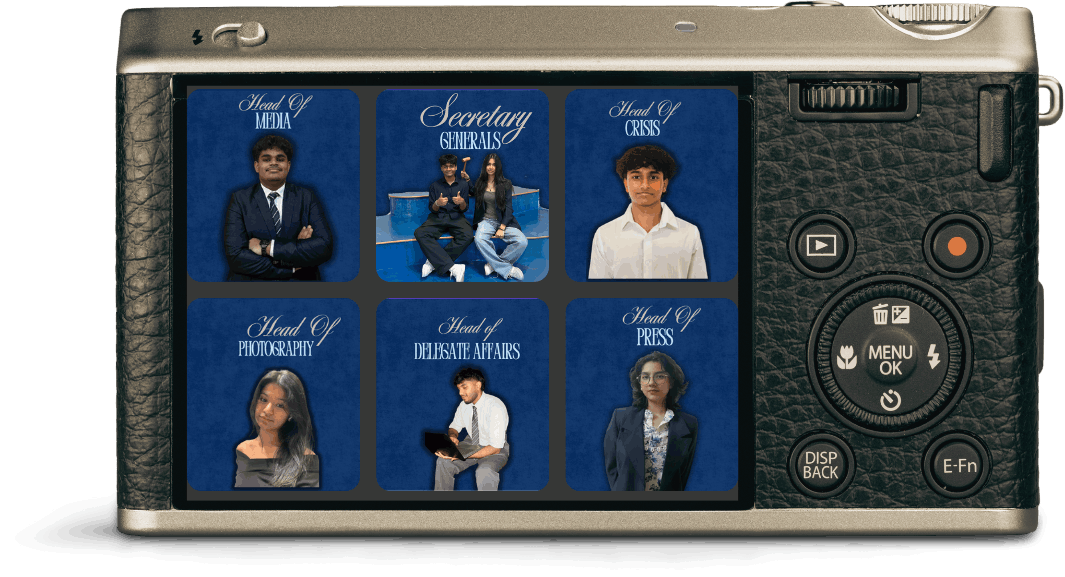 Head Of
MEDIA
Secretary
GENERALS
Head Of
CRISIS
Head Of
PHOTOGRAPHY
Head of
DELEGATE AFFAIRS
Head Of
PRESS
MENU
OK
DISP
BACK
E-Fn